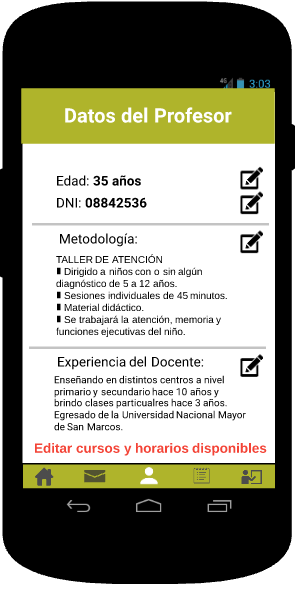 4G 3:03
Datos del Profesor
Edad: 35 años
DNI: 08842536
Metodología:
TALLER DE ATENCIÓN
Dirigido a niños con o sin algún
diagnóstico de 5 a 12 años.
Sesiones individuales de 45 minutos.
Material didáctico.
Se trabajará la atención, memoria y
funciones ejecutivas del niño.
Experiencia del Docente:
Enseñando en distintos centros a nivel
primario y secundario hace 10 años y
brindo clases particualres hace 3 años.
Egresado de la Universidad Nacional Mayor
de San Marcos.
Editar cursos y horarios disponibles